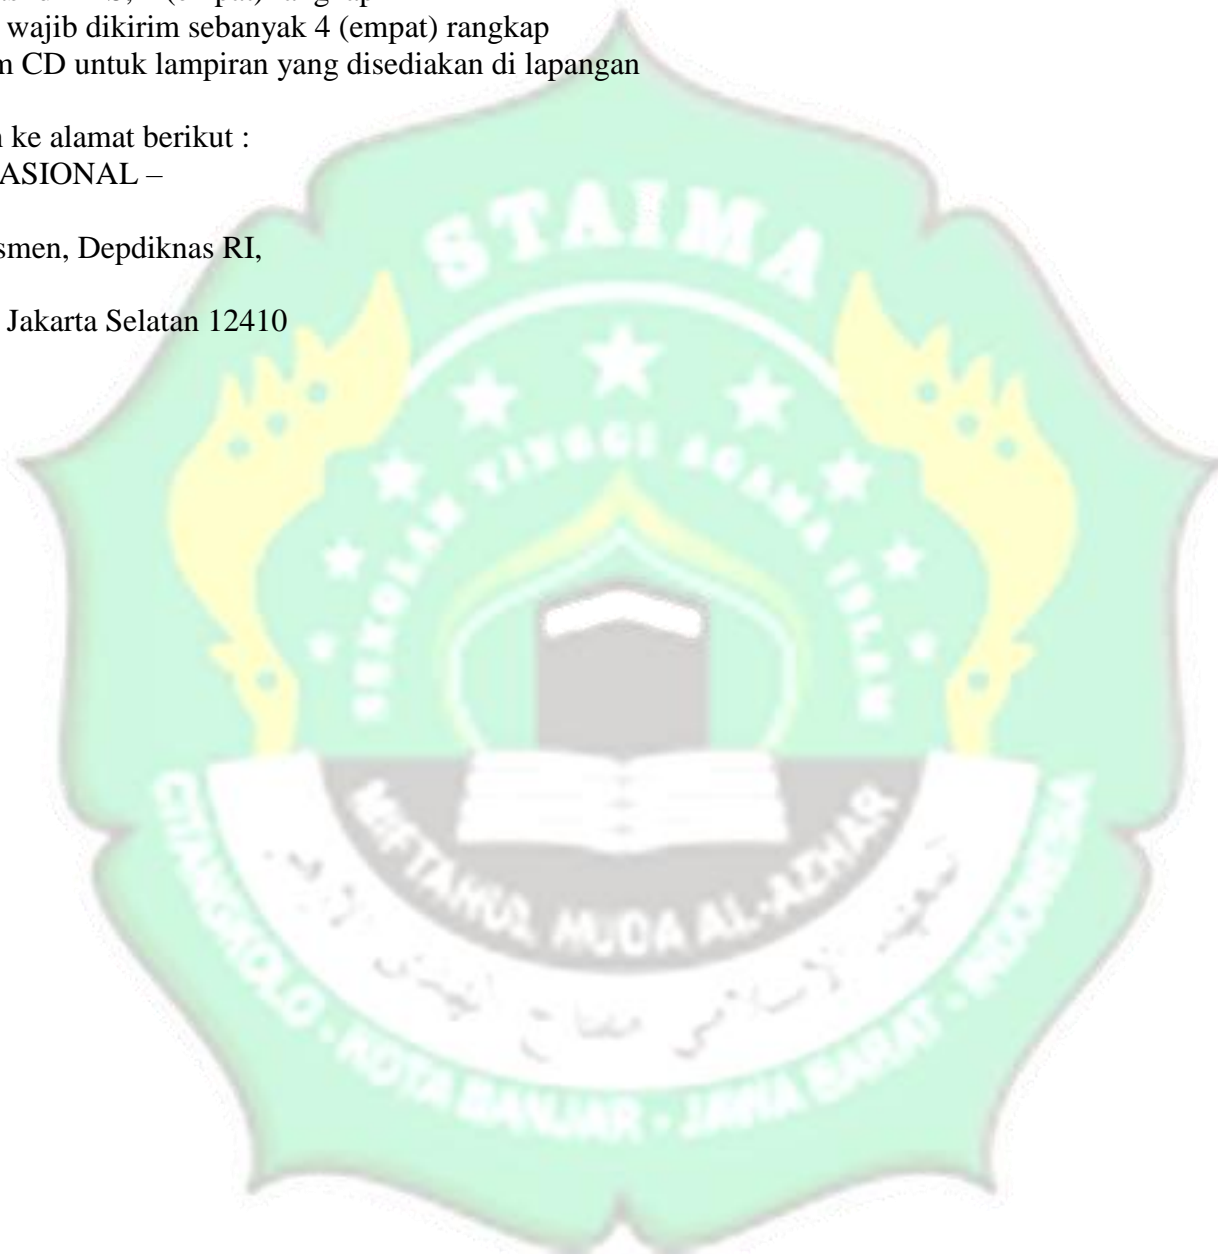 wajib dikirim sebanyak 4 (empat) rangkap
CD untuk lampiran yang disediakan di lapangan
ke alamat berikut :
ASIONAL –
smen, Depdiknas RI,
Jakarta Selatan 12410
STAIMA
SEKOLAH TINGGI AGAMA ISLAM
MIFTAHUL HUDA AL-AZHAR
CITANGKOLO - KOTA BANJAR - JAWA BARAT - INDONESIA